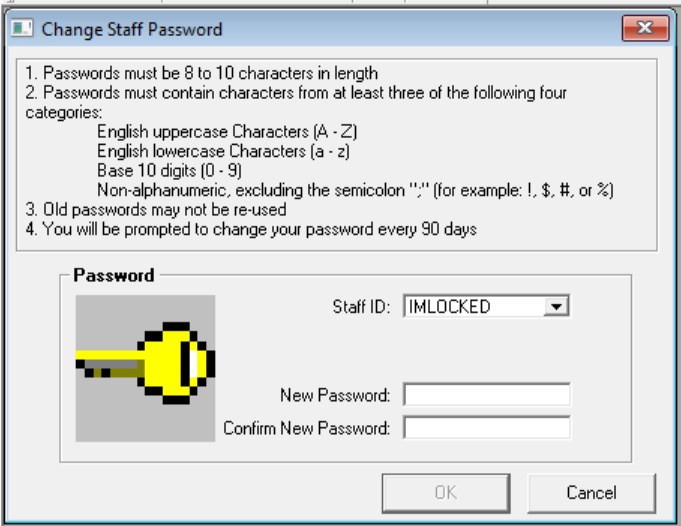 Change Staff Password
1. Passwords must be 8 to 10 characters in length
2. Passwords must contain characters from at least three of the following four
categories:
English uppercase Characters (A - Z)
English lowercase Characters (a - z)
Base 10 digits (0 - 9)
Non-alphanumeric, excluding the semicolon ";" (for example: !, $, #, or %)
3. Old passwords may not be re-used
4. You will be prompted to change your password every 90 days
Password
Staff ID: IMLOCKED
New Password:
Confirm New Password:
OK Cancel